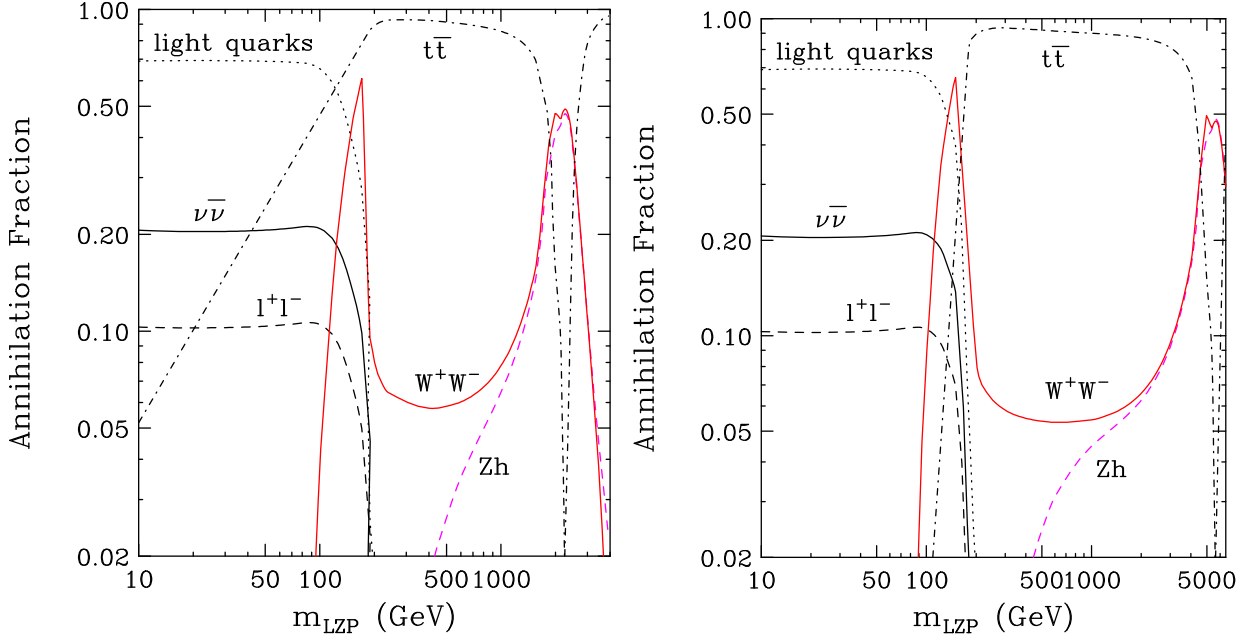 Annihilation Fraction
1.00
0.50
0.20
0.10
0.05
0.02
light quarks
tt̅
νν̅
l⁺l⁻
W⁺W⁻
Zh
10 50 100 500 1000
m_LZP (GeV)
Annihilation Fraction
1.00
0.50
0.20
0.10
0.05
0.02
light quarks
tt̅
νν̅
l⁺l⁻
W⁺W⁻
Zh
10 50 100 500 1000 5000
m_LZP (GeV)